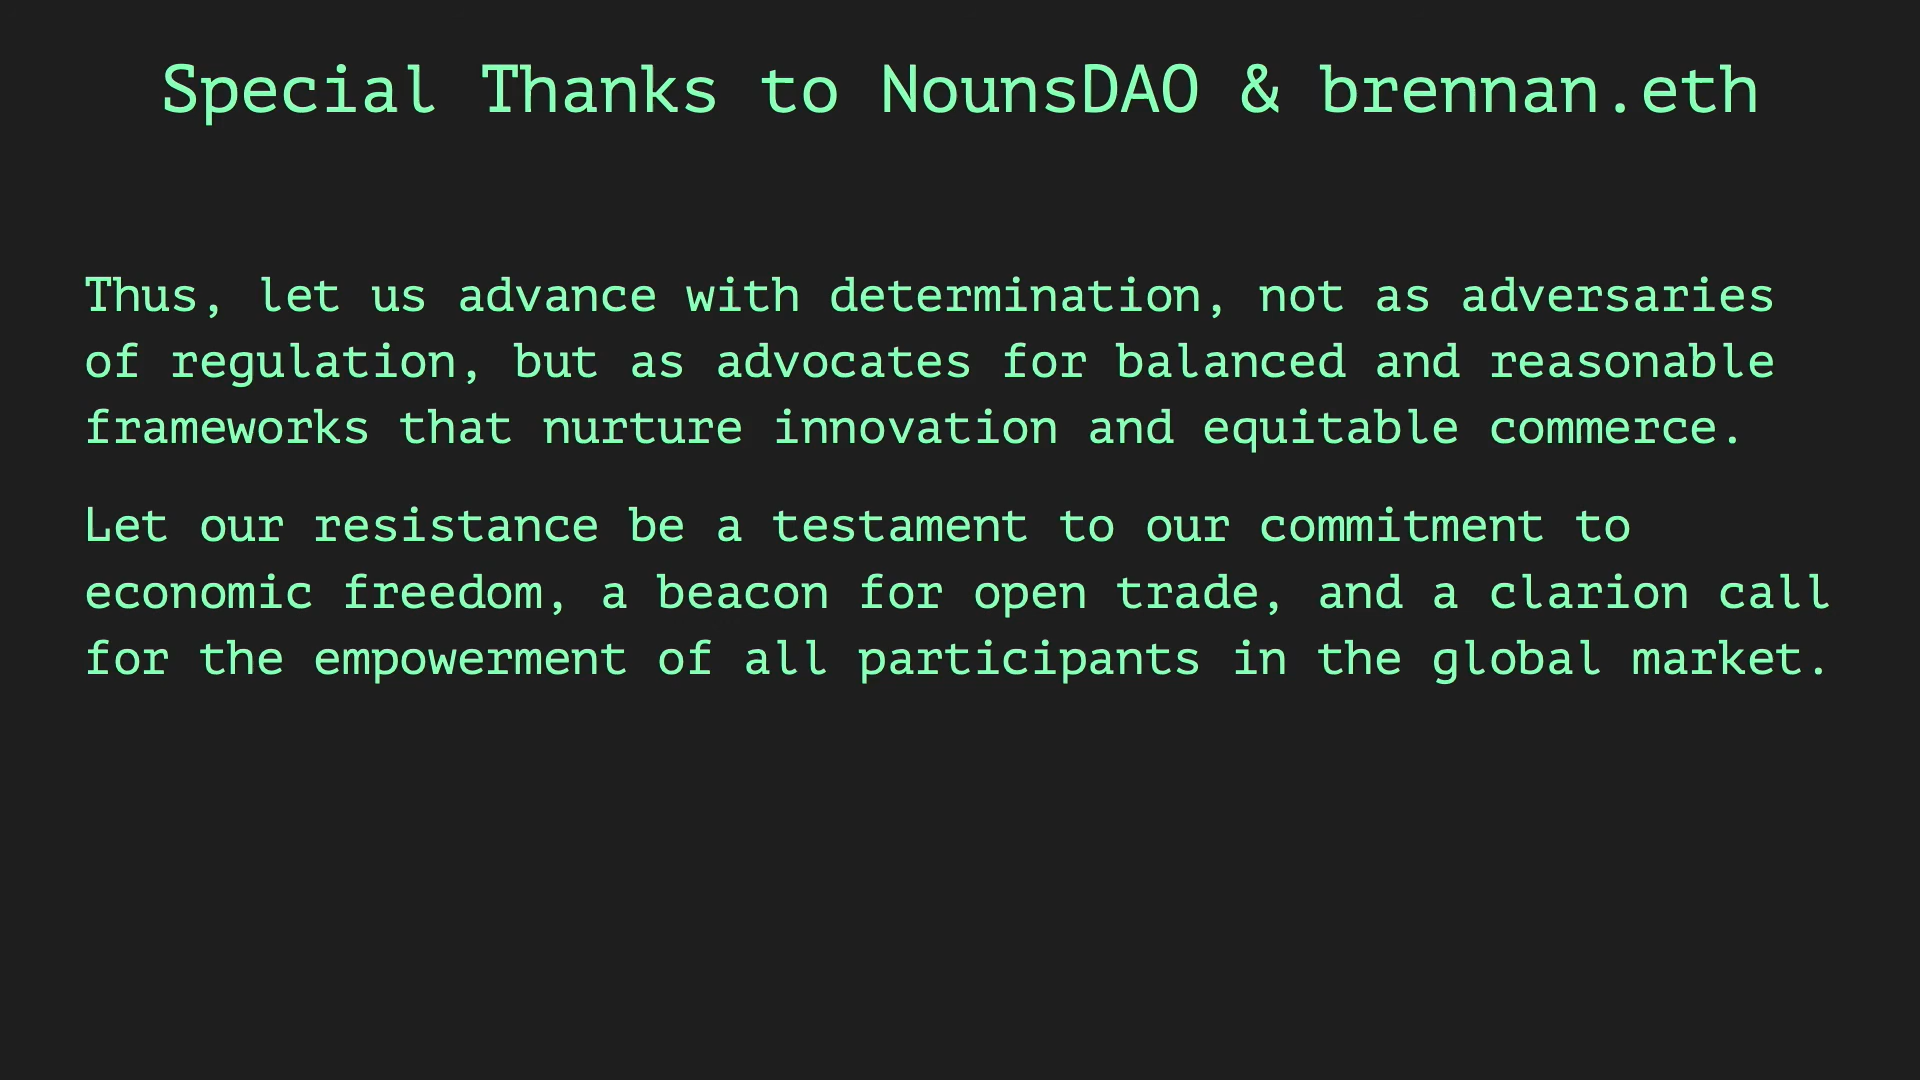 Special Thanks to NounsDAO & brennan.eth
Thus, let us advance with determination, not as adversaries
of regulation, but as advocates for balanced and reasonable
frameworks that nurture innovation and equitable commerce.
Let our resistance be a testament to our commitment to
economic freedom, a beacon for open trade, and a clarion call
for the empowerment of all participants in the global market.